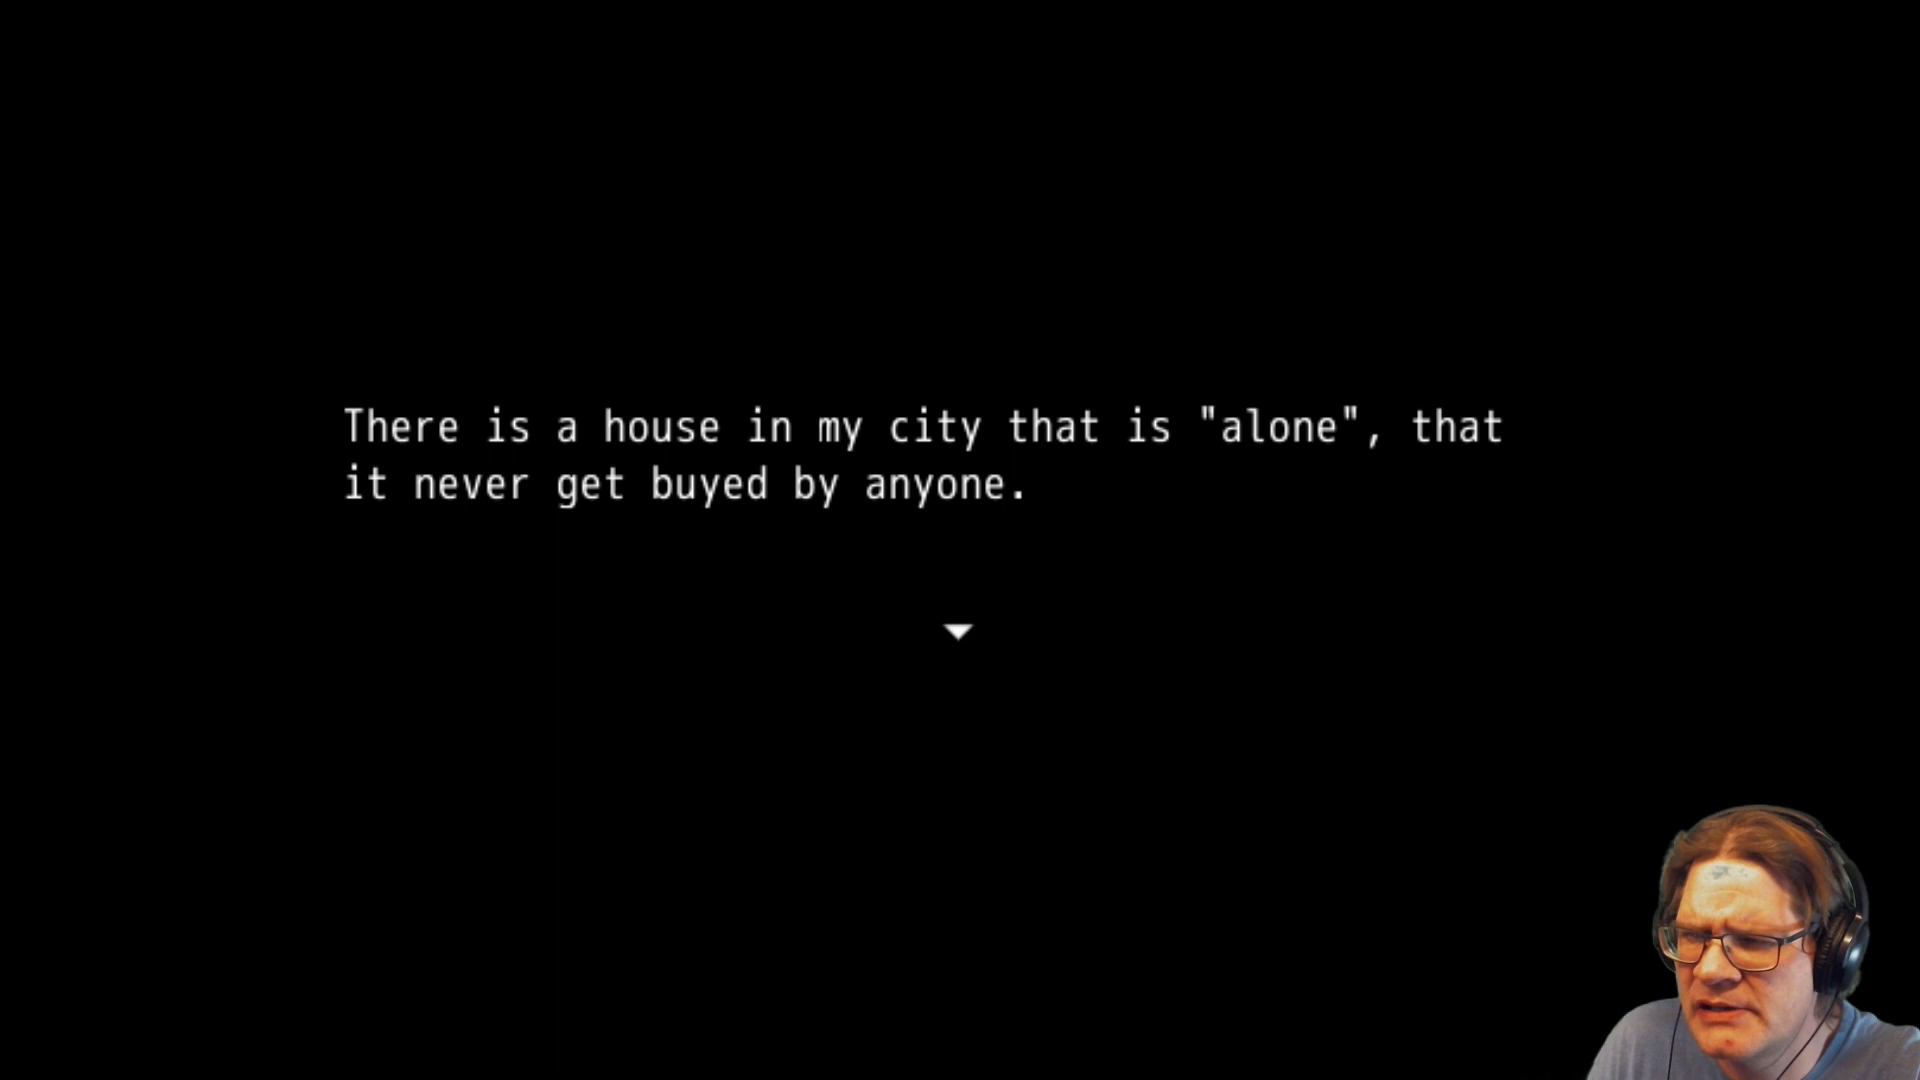 There is a house in my city that is "alone", that
it never get buyed by anyone.